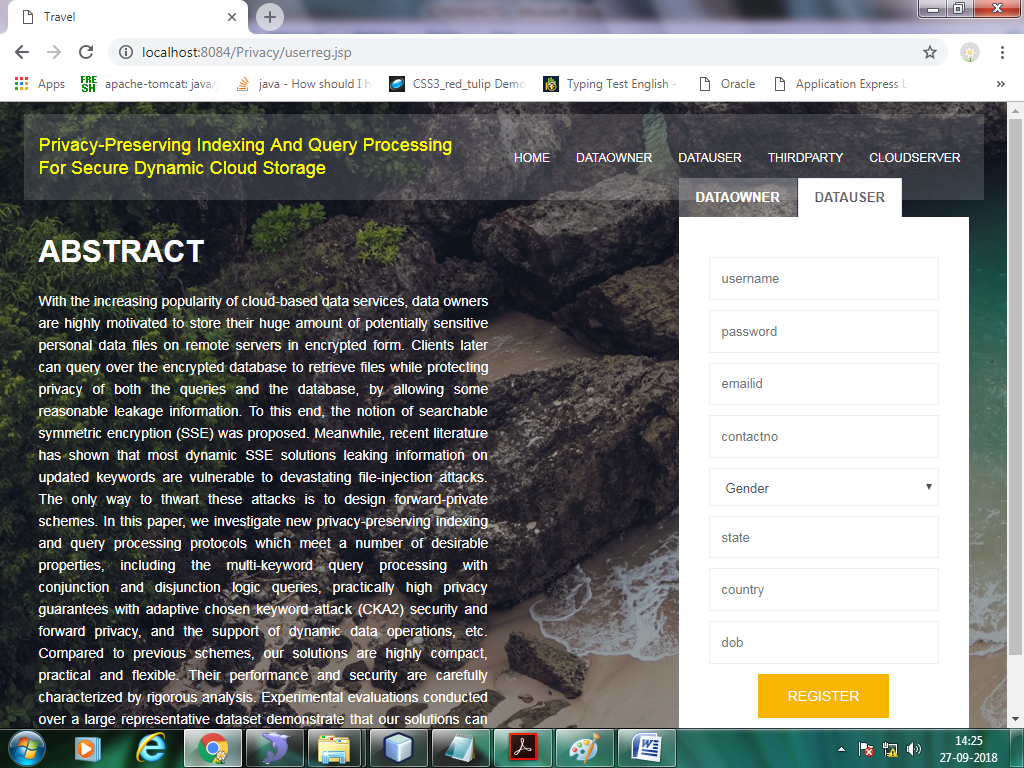 Travel
localhost:8084/Privacy/userreg.jsp
Apps
FRE
SH
apache-tomcat: java/
java - How should I h
CSS3_red_tulip Demo
Typing Test English -
Oracle
Application Express L
»
Privacy-Preserving Indexing And Query Processing
For Secure Dynamic Cloud Storage
HOME DATAOWNER DATAUSER THIRDPARTY CLOUDSERVER
DATAOWNER DATAUSER
ABSTRACT
With the increasing popularity of cloud-based data services, data owners
are highly motivated to store their huge amount of potentially sensitive
personal data files on remote servers in encrypted form. Clients later
can query over the encrypted database to retrieve files while protecting
privacy of both the queries and the database, by allowing some
reasonable leakage information. To this end, the notion of searchable
symmetric encryption (SSE) was proposed. Meanwhile, recent literature
has shown that most dynamic SSE solutions leaking information on
updated keywords are vulnerable to devastating file-injection attacks.
The only way to thwart these attacks is to design forward-private
schemes. In this paper, we investigate new privacy-preserving indexing
and query processing protocols which meet a number of desirable
properties, including the multi-keyword query processing with
conjunction and disjunction logic queries, practically high privacy
guarantees with adaptive chosen keyword attack (CKA2) security and
forward privacy, and the support of dynamic data operations, etc.
Compared to previous schemes, our solutions are highly compact,
practical and flexible. Their performance and security are carefully
characterized by rigorous analysis. Experimental evaluations conducted
over a large representative dataset demonstrate that our solutions can
username
password
emailid
contactno
Gender
state
country
dob
REGISTER
14:25
27-09-2018